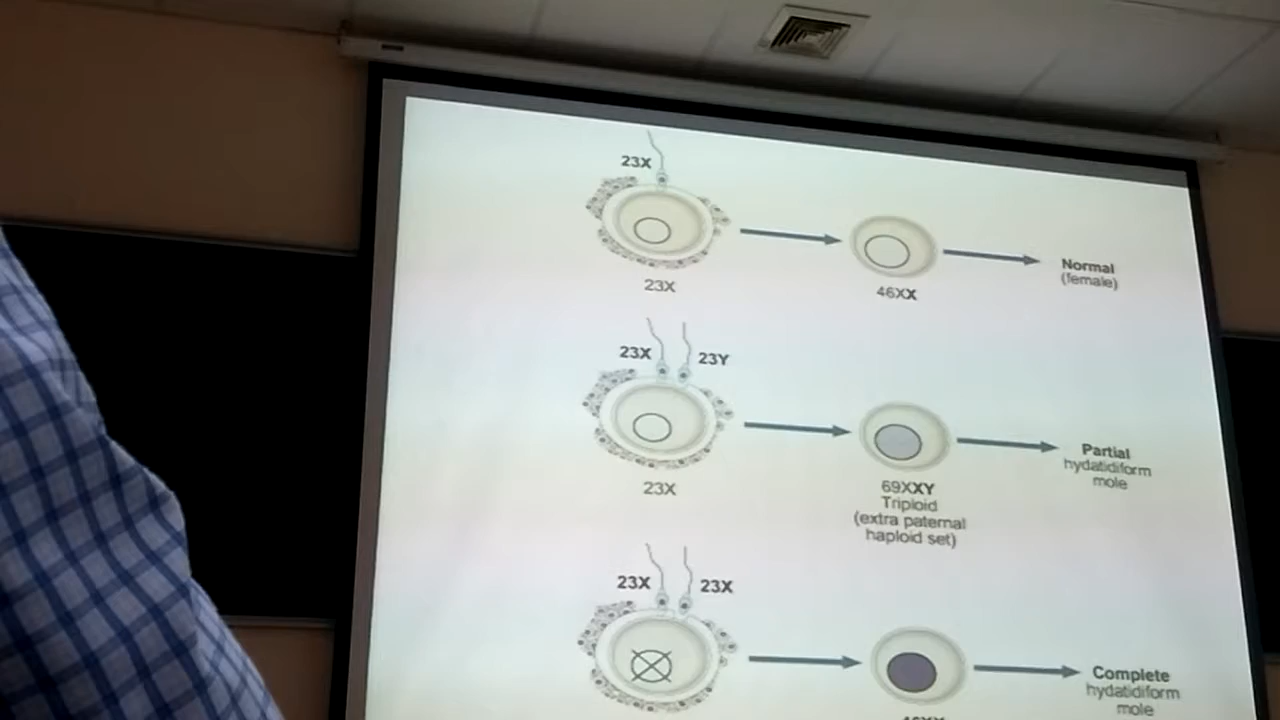 23X
23X
46XX
Normal
(female)
23X
23Y
23X
69XXY
Triploid
(extra paternal
haploid set)
Partial
hydatidiform
mole
23X
23X
Complete
hydatidiform
mole